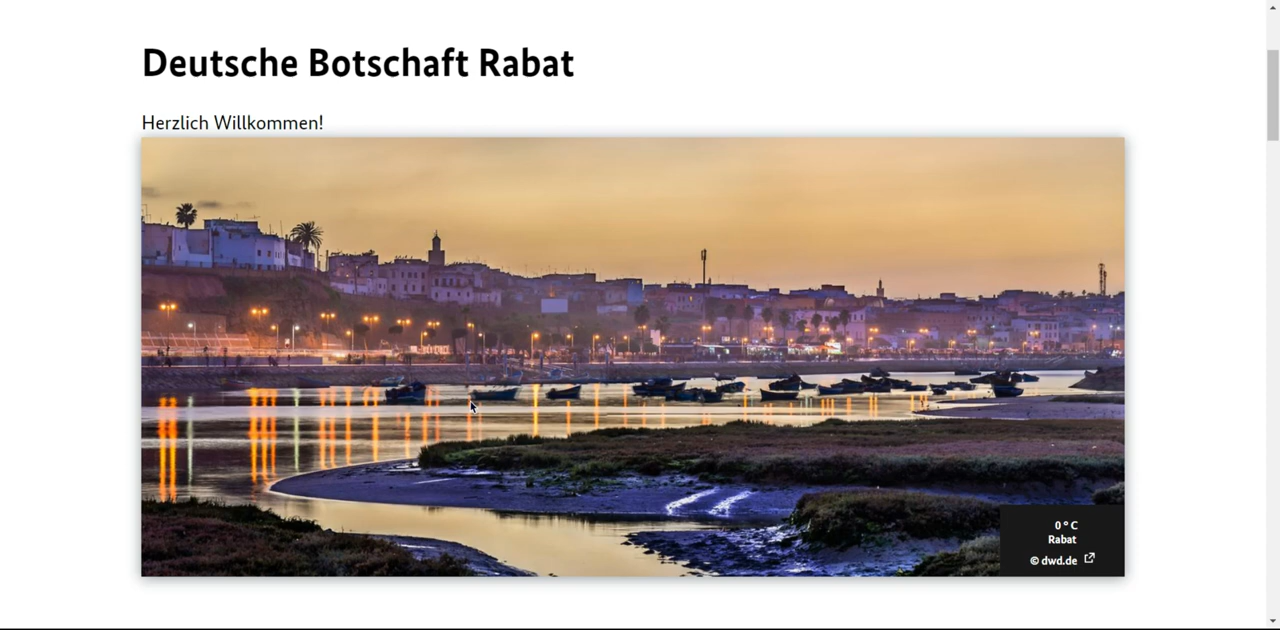 Deutsche Botschaft Rabat
Herzlich Willkommen!
0 ° C
Rabat
© dwd.de